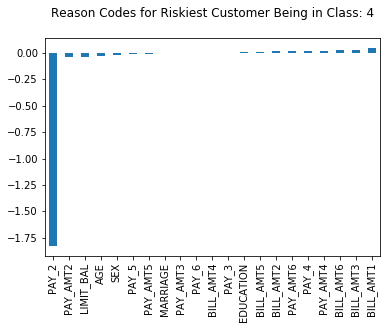 Reason Codes for Riskiest Customer Being in Class: 4
0.00
−0.25
−0.50
−0.75
−1.00
−1.25
−1.50
−1.75
PAY_2
PAY_AMT2
LIMIT_BAL
AGE
SEX
PAY_5
PAY_AMT5
MARRIAGE
PAY_AMT3
PAY_6
BILL_AMT4
PAY_3
EDUCATION
BILL_AMT5
BILL_AMT2
PAY_AMT6
PAY_4
PAY_AMT4
BILL_AMT6
BILL_AMT3
BILL_AMT1